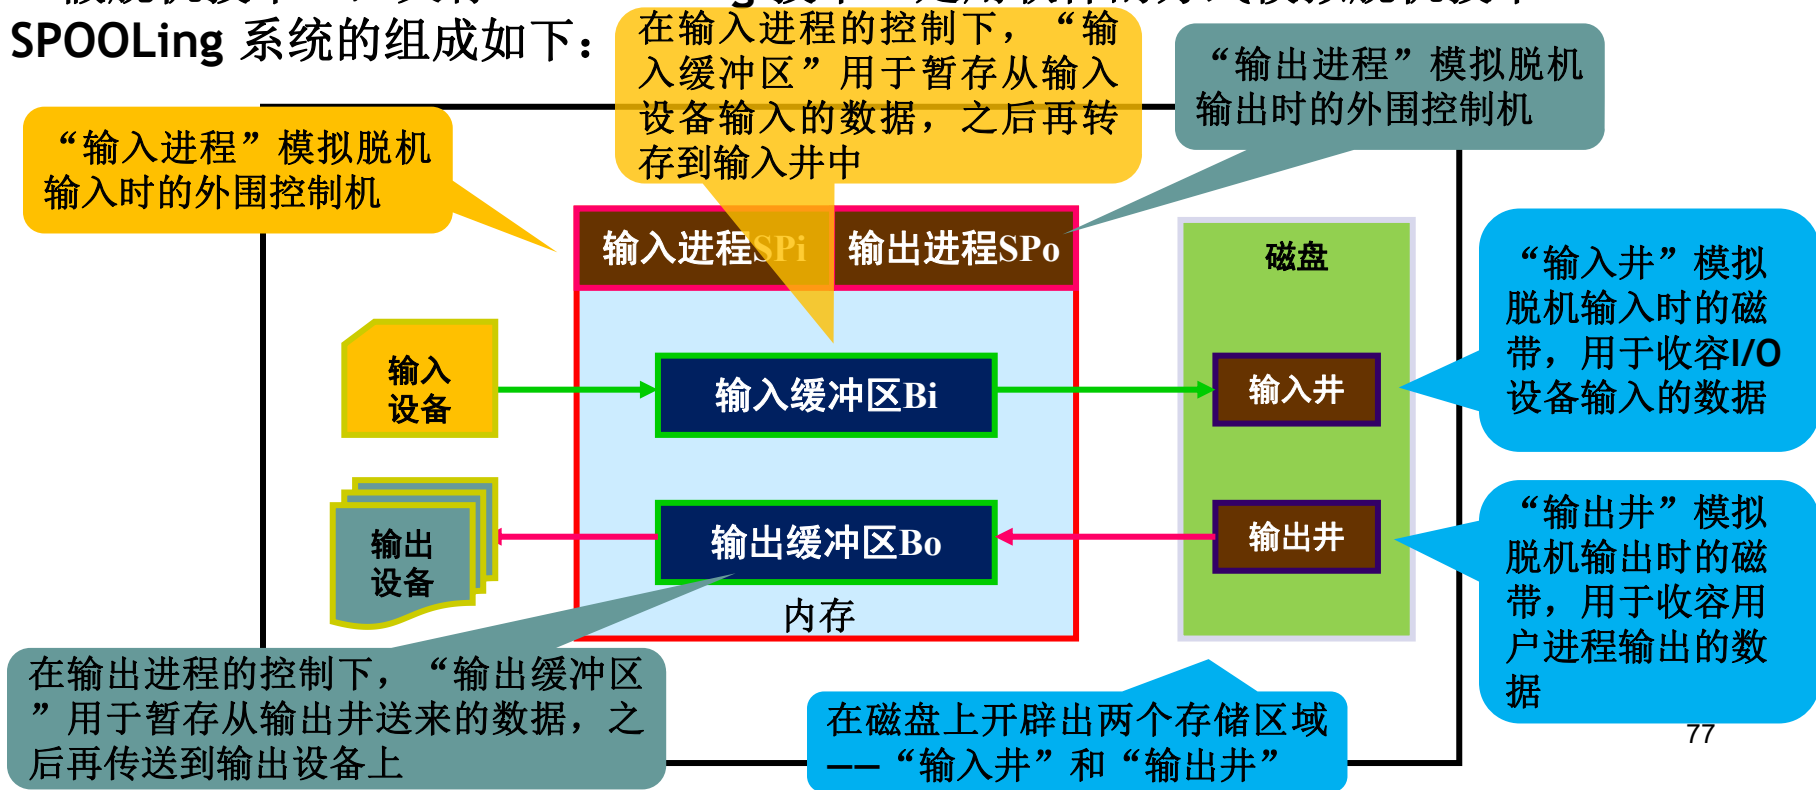 SPOOLing 系统的组成如下：
在输入进程的控制下，“输
入缓冲区”用于暂存从输入
设备输入的数据，之后再转
存到输入井中
“输出进程”模拟脱机
输出时的外围控制机
“输入进程”模拟脱机
输入时的外围控制机
输入进程SPi
输出进程SPo
磁盘
“输入井”模拟
脱机输入时的磁
带，用于收容I/O
设备输入的数据
输入
设备
输入缓冲区Bi
输入井
输出
设备
输出缓冲区Bo
输出井
内存
“输出井”模拟
脱机输出时的磁
带，用于收容用
户进程输出的数
据
在输出进程的控制下，“输出缓冲区
”用于暂存从输出井送来的数据，之
后再传送到输出设备上
在磁盘上开辟出两个存储区域
——“输入井”和“输出井”
77